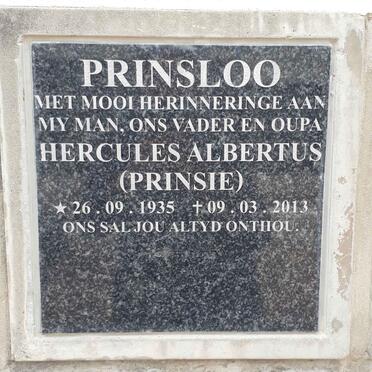 PRINSLOO
MET MOOI HERINNERINGE AAN
MY MAN, ONS VADER EN OUPA
HERCULES ALBERTUS
(PRINSIE)
★ 26 . 09 . 1935 † 09 . 03 . 2013
ONS SAL JOU ALTYD ONTHOU.